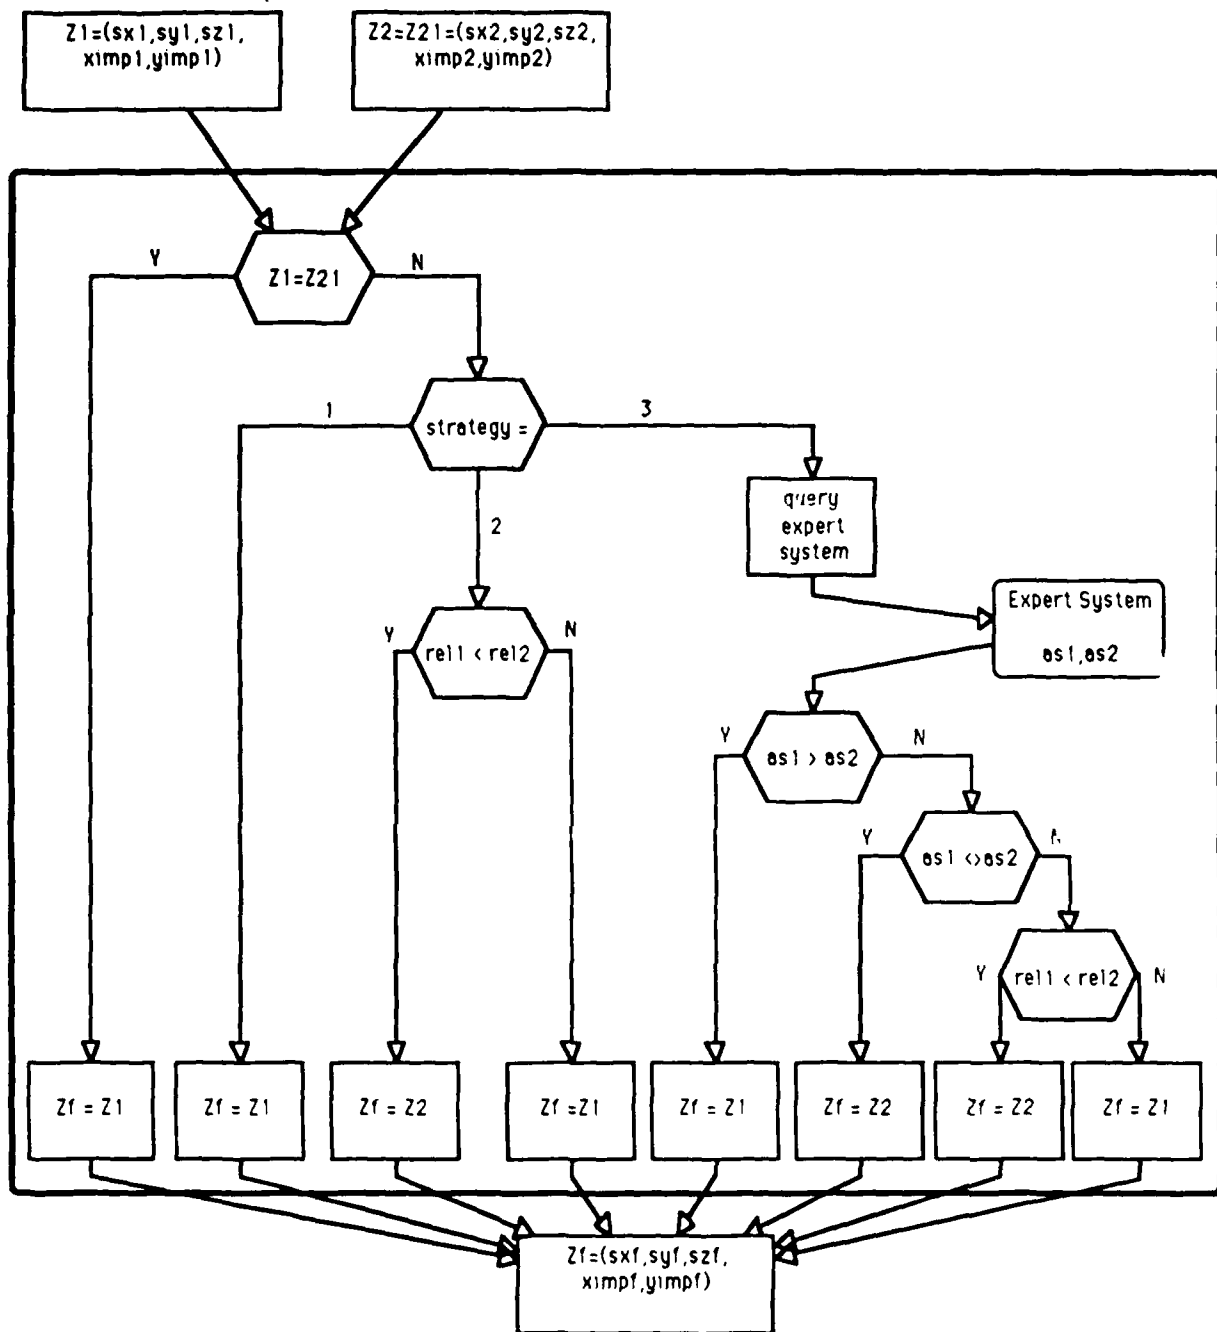 Z1=(sx1,sy1,sz1,
ximp1,yimp1)
Z2=Z21=(sx2,sy2,sz2,
ximp2,yimp2)
Y
Z1=Z21
N
1
strategy =
3
2
query
expert
system
Expert System
as1,as2
Y
rel1 < rel2
N
Y
as1 > as2
N
Y
as1 <>as2
N
Y
rel1 < rel2
N
Zf = Z1
Zf = Z1
Zf = Z2
Zf =Z1
Zf = Z1
Zf = Z2
Zf = Z2
Zf = Z1
Zf=(sxf,syf,szf,
ximpf,yimpf)